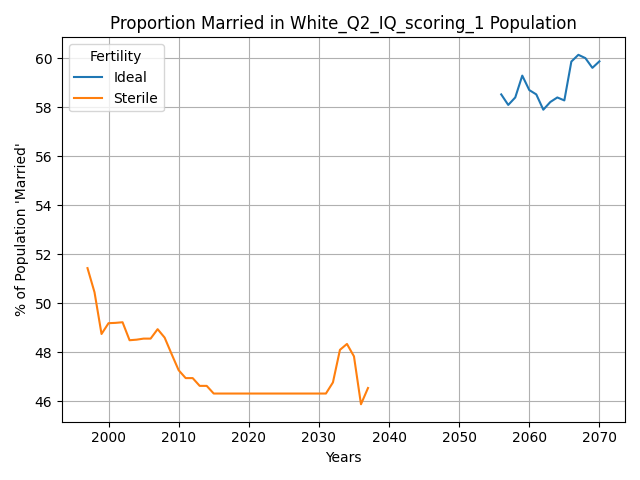 Proportion Married in White_Q2_IQ_scoring_1 Population
Fertility
Ideal
Sterile
% of Population 'Married'
60
58
56
54
52
50
48
46
2000 2010 2020 2030 2040 2050 2060 2070
Years